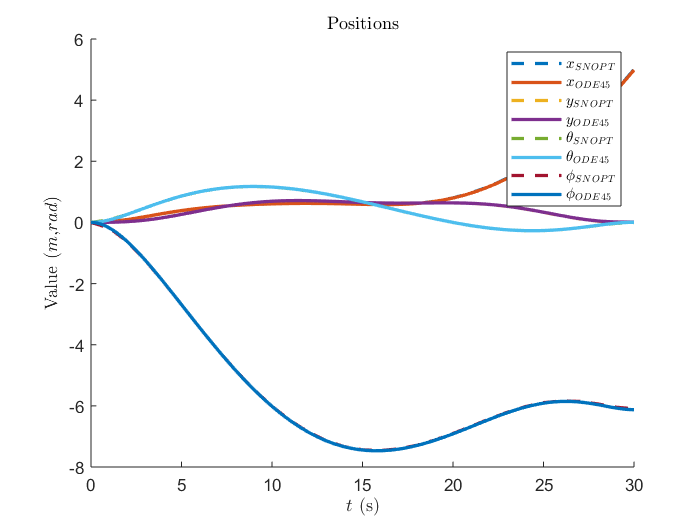 Positions
6
4
2
0
-2
-4
-6
-8
Value (m,rad)
x_SNOPT
x_ODE45
y_SNOPT
y_ODE45
θ_SNOPT
θ_ODE45
ϕ_SNOPT
ϕ_ODE45
0 5 10 15 20 25 30
t (s)